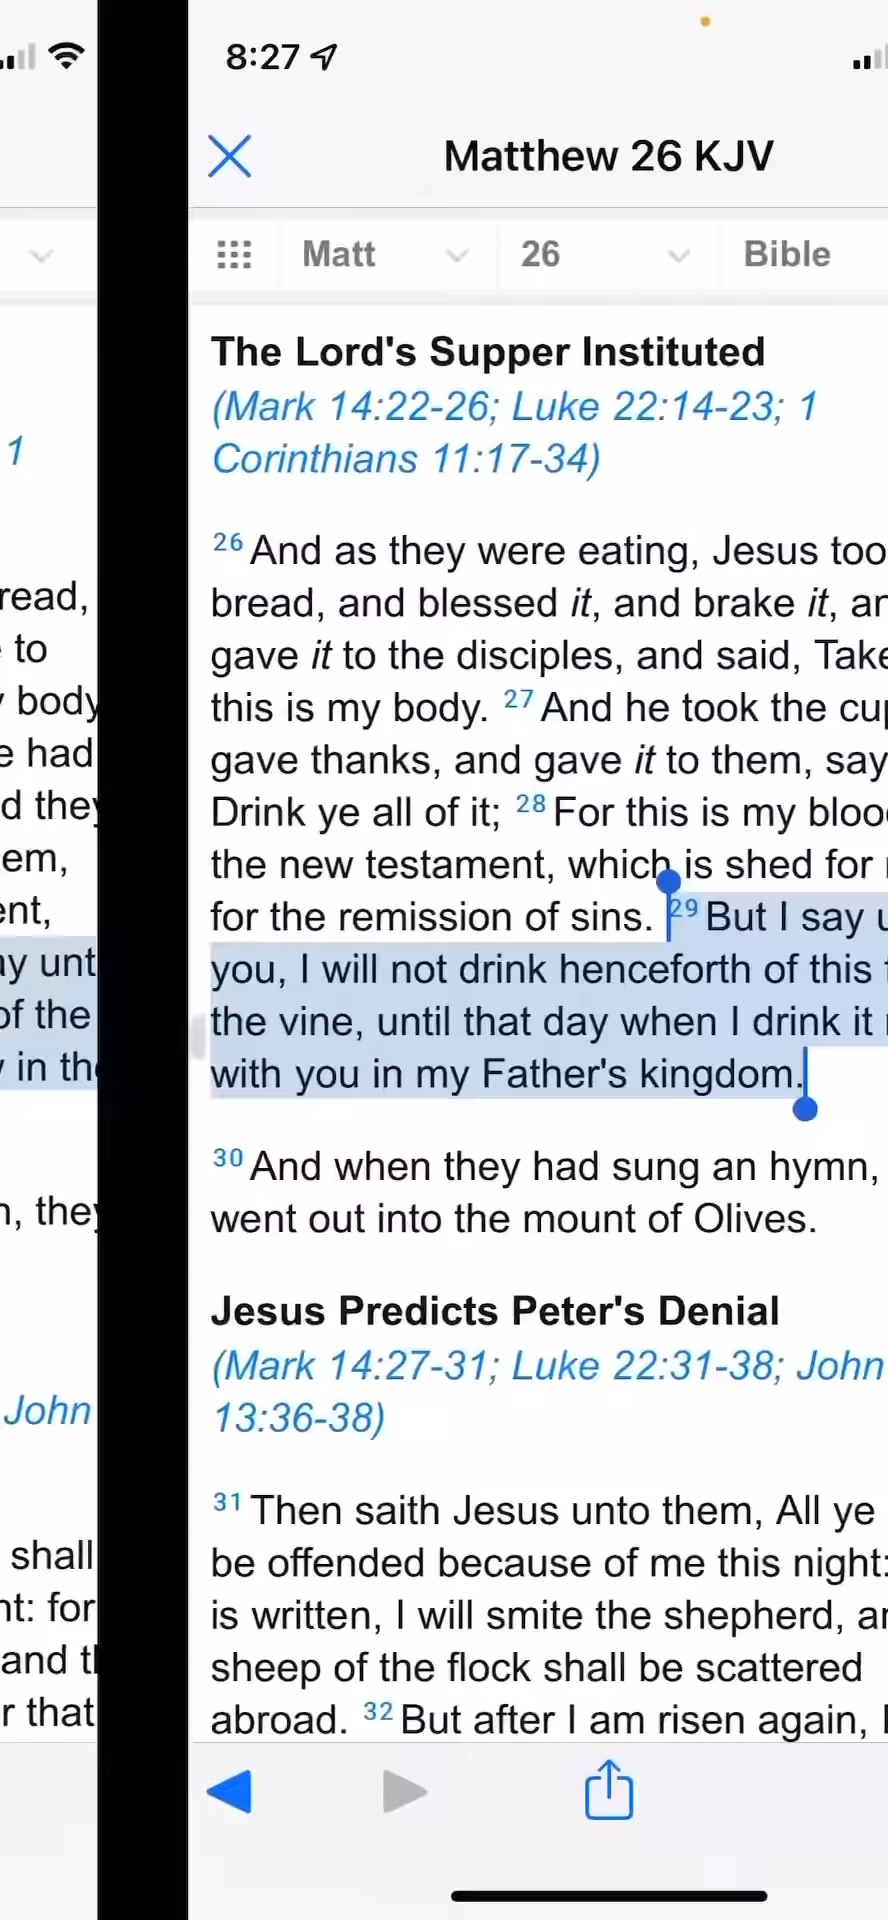 1
read,
to
body
had
they
em,
ent,
unt
of the
in the
they
John
shall
for
and
that
8:27
Matthew 26 KJV
Matt 26 Bible
The Lord's Supper Instituted
(Mark 14:22-26; Luke 22:14-23; 1
Corinthians 11:17-34)
26 And as they were eating, Jesus too
bread, and blessed it, and brake it, an
gave it to the disciples, and said, Take
this is my body. 27 And he took the cup
gave thanks, and gave it to them, say
Drink ye all of it; 28 For this is my bloo
the new testament, which is shed for
for the remission of sins. 29 But I say
you, I will not drink henceforth of this
the vine, until that day when I drink it
with you in my Father's kingdom.
30 And when they had sung an hymn,
went out into the mount of Olives.
Jesus Predicts Peter's Denial
(Mark 14:27-31; Luke 22:31-38; John
13:36-38)
31 Then saith Jesus unto them, All ye
be offended because of me this night:
is written, I will smite the shepherd, an
sheep of the flock shall be scattered
abroad. 32 But after I am risen again,